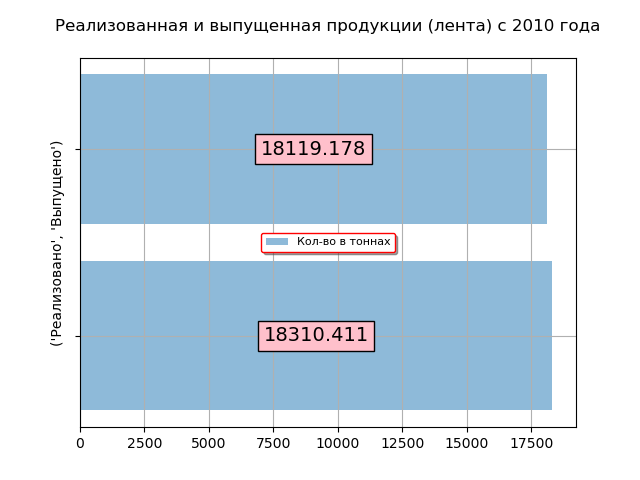 Реализованная и выпущенная продукции (лента) с 2010 года
('Реализовано', 'Выпущено')
18119.178
Кол-во в тоннах
18310.411
0 2500 5000 7500 10000 12500 15000 17500